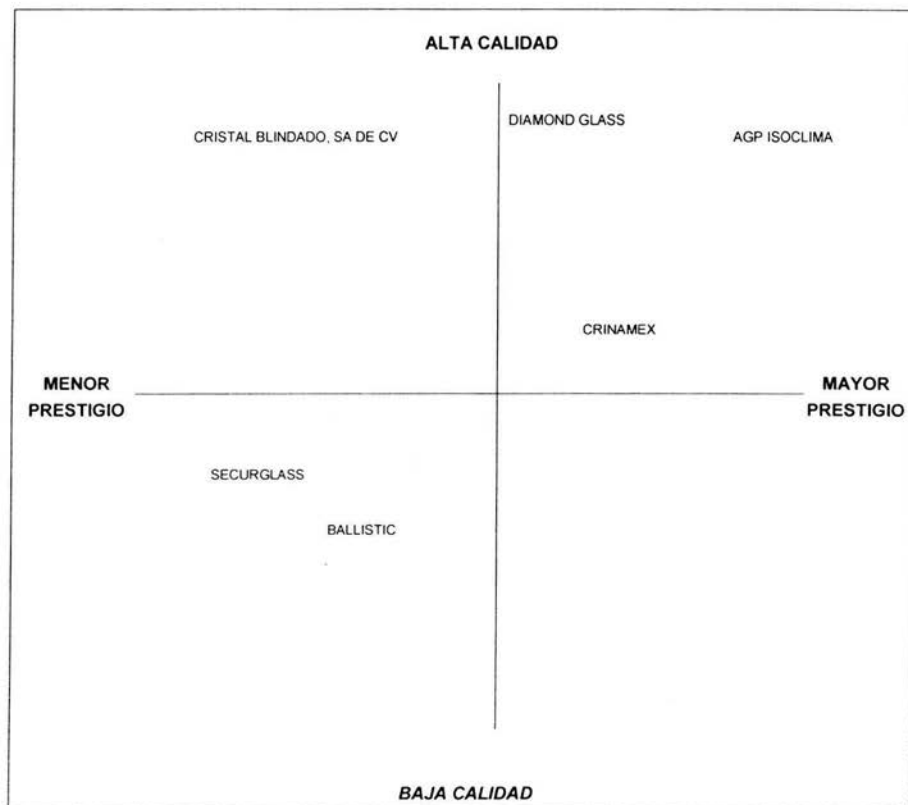 ALTA CALIDAD
DIAMOND GLASS
CRISTAL BLINDADO, SA DE CV
AGP ISOCLIMA
CRINAMEX
MENOR
PRESTIGIO
MAYOR
PRESTIGIO
SECURGLASS
BALLISTIC
BAJA CALIDAD